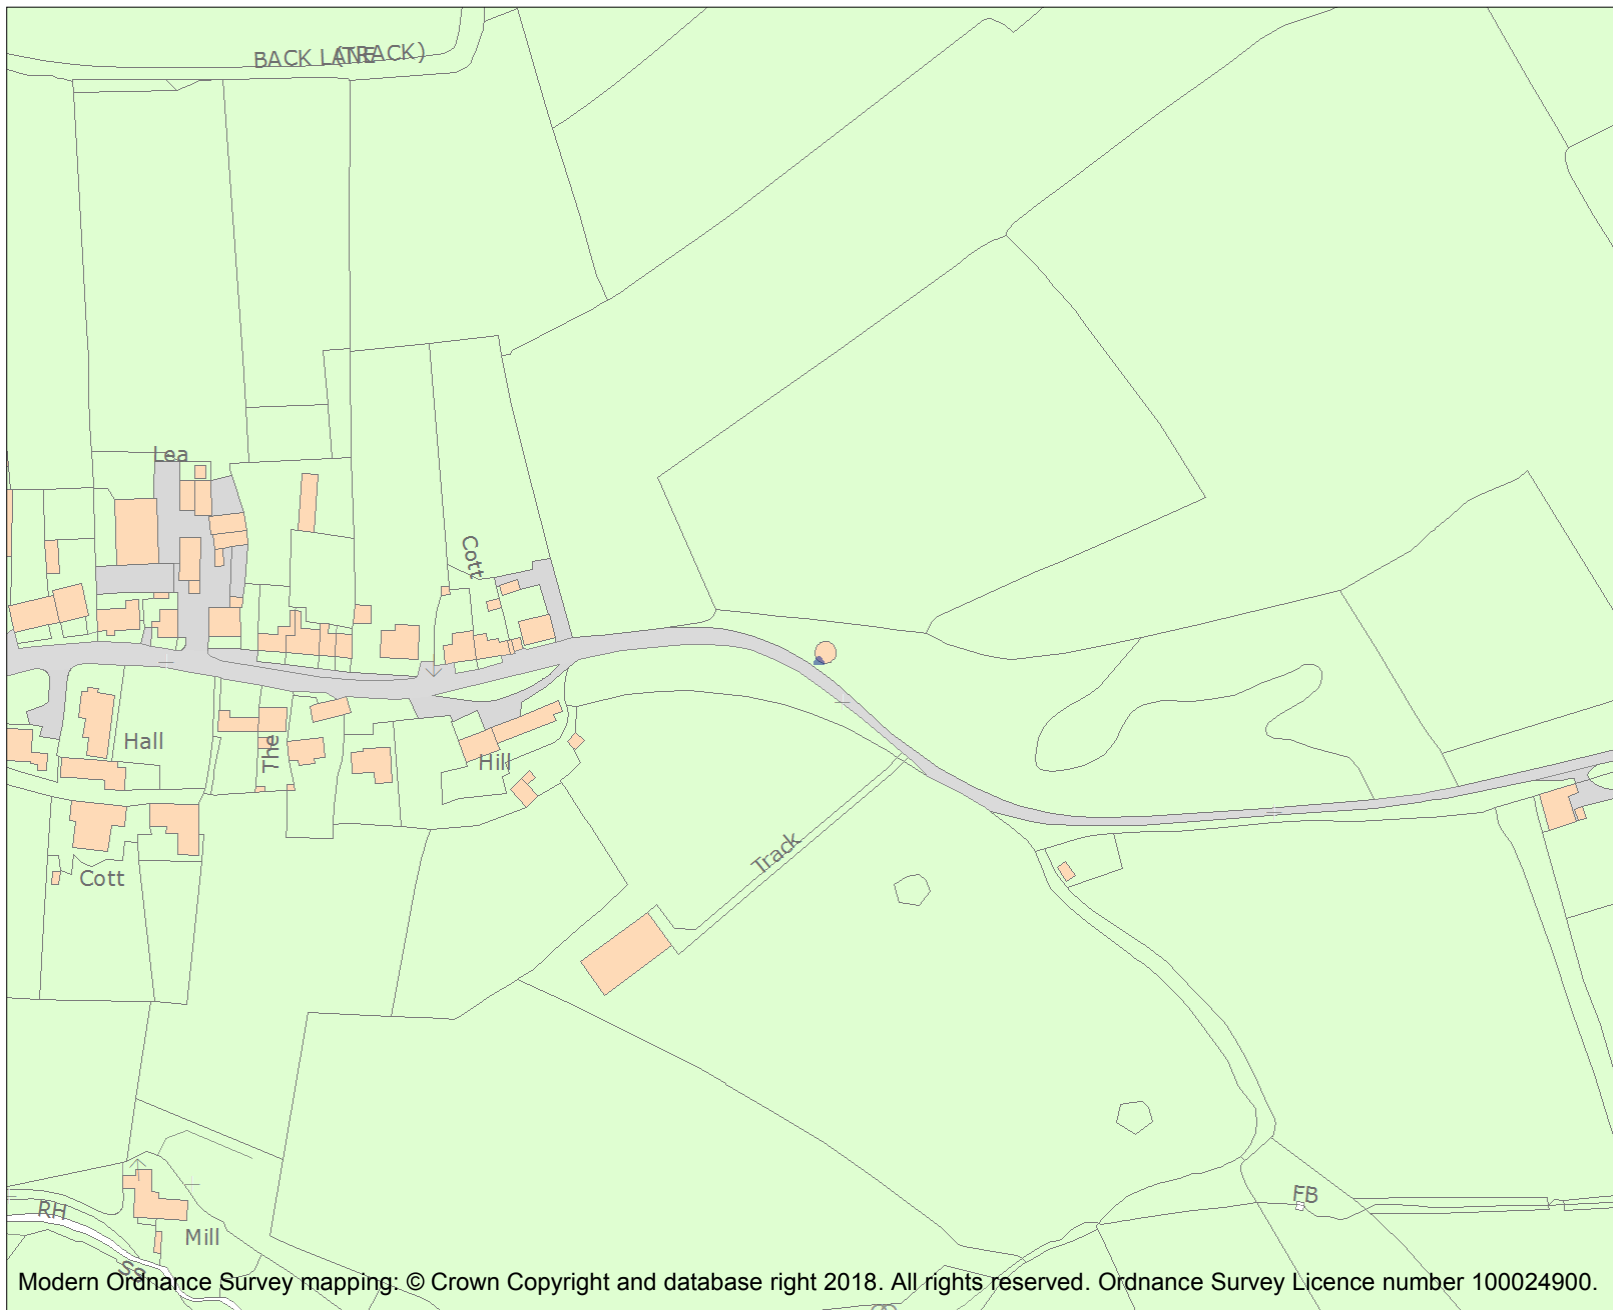 BACK LANE (TRACK)
Lea
Cott
Hall
The
Hill
Cott
Track
FB
RH
Mill
Sa
Modern Ordnance Survey mapping: © Crown Copyright and database right 2018. All rights reserved. Ordnance Survey Licence number 100024900.